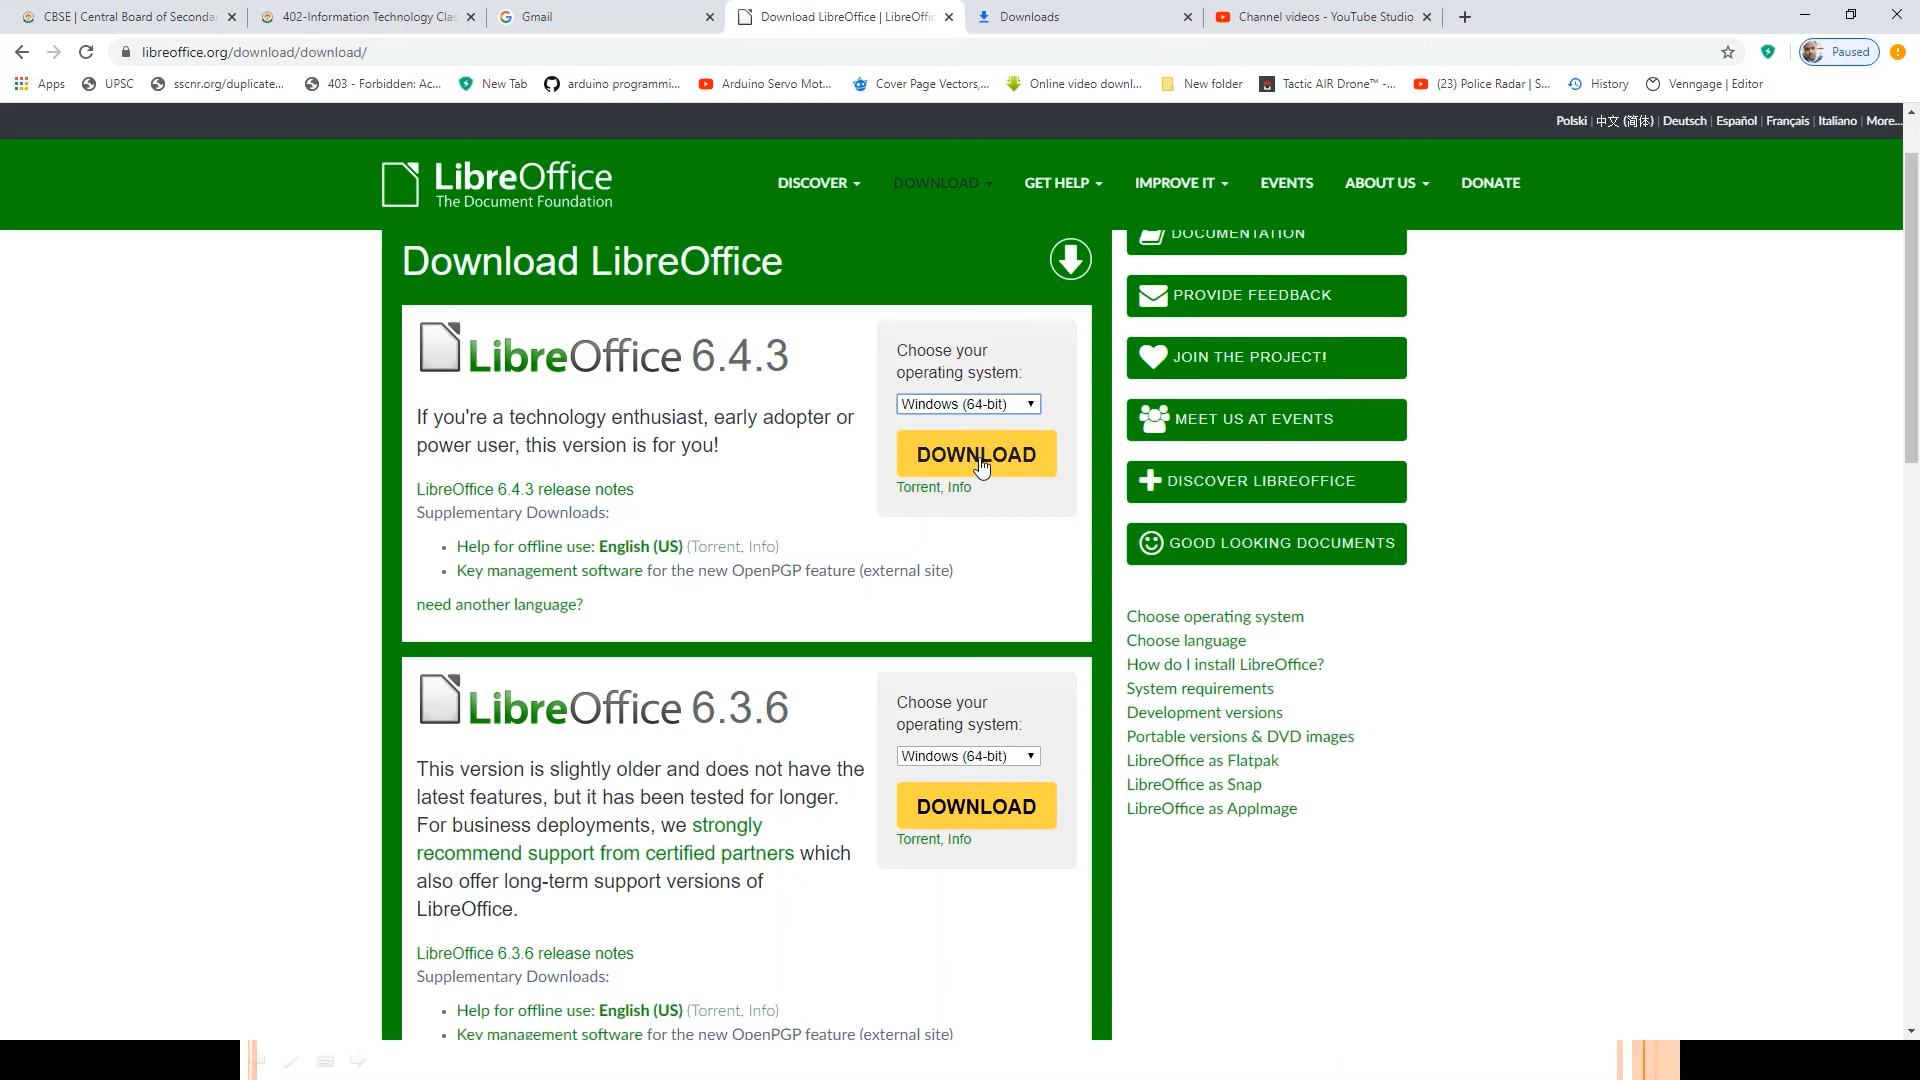 CBSE | Central Board of Seconda
402-Information Technology Clas
Gmail
Download LibreOffice | LibreOffic
Downloads
Channel videos - YouTube Studio
libreoffice.org/download/download/
Paused
Apps
UPSC
sscnr.org/duplicate...
403 - Forbidden: Ac...
New Tab
arduino programmi...
Arduino Servo Mot...
Cover Page Vectors,...
Online video downl...
New folder
Tactic AIR Drone™ -...
(23) Police Radar | S...
History
Venngage | Editor
Polski | 中文 (简体) | Deutsch | Español | Français | Italiano | More...
LibreOffice
The Document Foundation
DISCOVER
DOWNLOAD
GET HELP
IMPROVE IT
EVENTS
ABOUT US
DONATE
Download LibreOffice
LibreOffice 6.4.3
If you're a technology enthusiast, early adopter or
power user, this version is for you!
LibreOffice 6.4.3 release notes
Supplementary Downloads:
• Help for offline use: English (US) (Torrent, Info)
• Key management software for the new OpenPGP feature (external site)
need another language?
Choose your
operating system:
Windows (64-bit)
DOWNLOAD
Torrent, Info
LibreOffice 6.3.6
This version is slightly older and does not have the
latest features, but it has been tested for longer.
For business deployments, we strongly
recommend support from certified partners which
also offer long-term support versions of
LibreOffice.
LibreOffice 6.3.6 release notes
Supplementary Downloads:
• Help for offline use: English (US) (Torrent, Info)
• Key management software for the new OpenPGP feature (external site)
Choose your
operating system:
Windows (64-bit)
DOWNLOAD
Torrent, Info
DOCUMENTATION
PROVIDE FEEDBACK
JOIN THE PROJECT!
MEET US AT EVENTS
DISCOVER LIBREOFFICE
GOOD LOOKING DOCUMENTS
Choose operating system
Choose language
How do I install LibreOffice?
System requirements
Development versions
Portable versions & DVD images
LibreOffice as Flatpak
LibreOffice as Snap
LibreOffice as AppImage